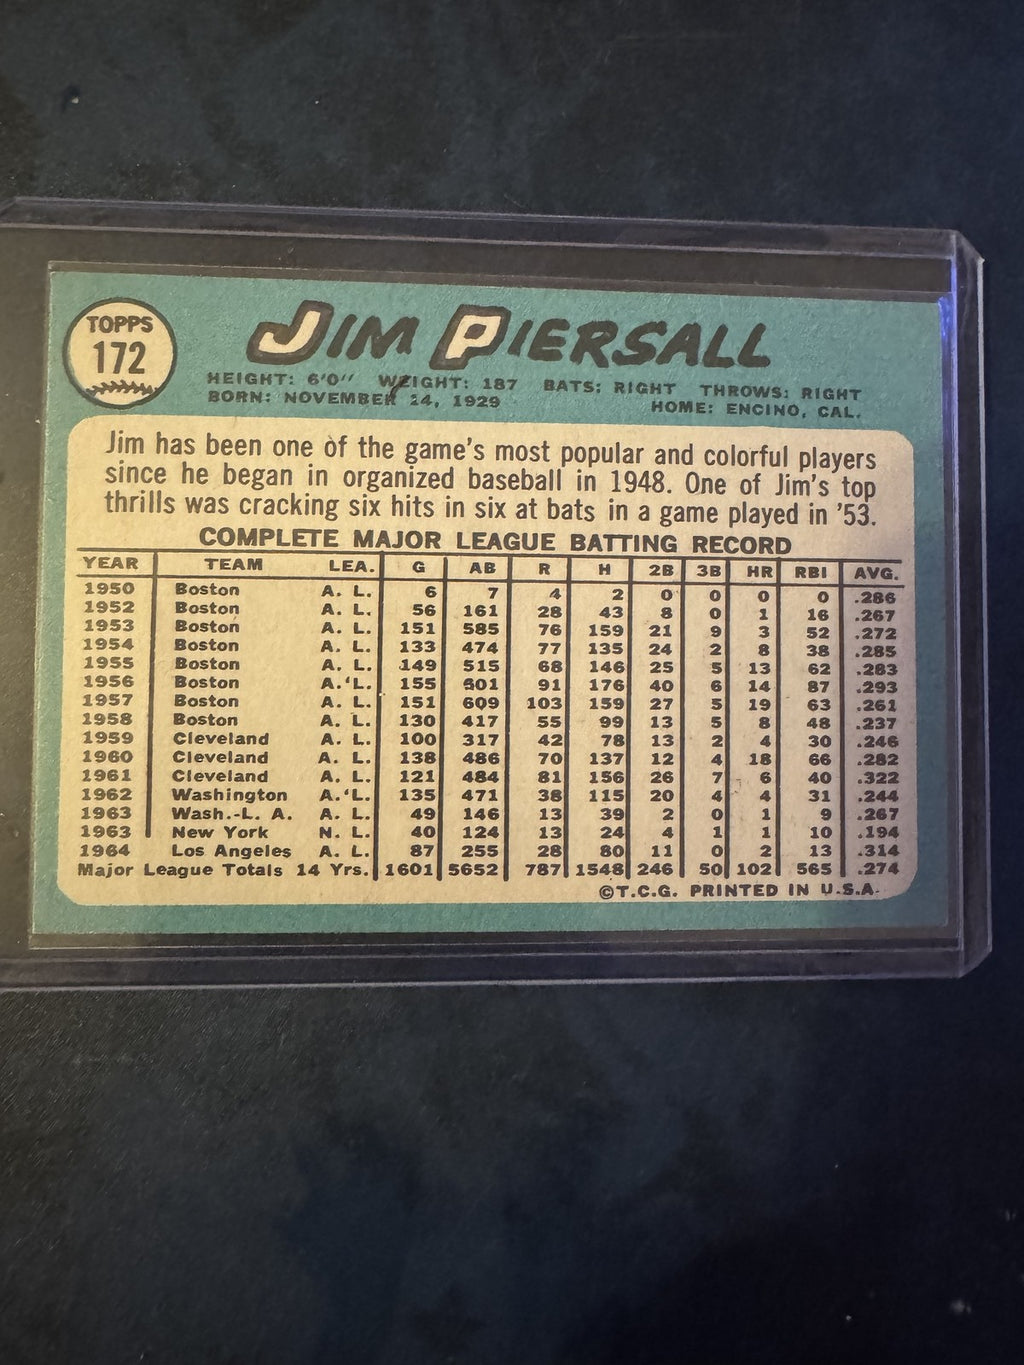 TOPPS
172
JIM PIERSALL
HEIGHT: 6'0" WEIGHT: 187 BATS: RIGHT THROWS: RIGHT
BORN: NOVEMBER 14, 1929 HOME: ENCINO, CAL.
Jim has been one of the game's most popular and colorful players
since he began in organized baseball in 1948. One of Jim's top
thrills was cracking six hits in six at bats in a game played in '53.
COMPLETE MAJOR LEAGUE BATTING RECORD
YEAR TEAM LEA. G AB R H 2B 3B HR RBI AVG.
1950 Boston A. L. 6 7 4 2 0 0 0 0 .286
1952 Boston A. L. 56 161 28 43 8 0 1 16 .267
1953 Boston A. L. 151 585 76 159 21 9 3 52 .272
1954 Boston A. L. 133 474 77 135 24 2 8 38 .285
1955 Boston A. L. 149 515 68 146 25 5 13 62 .283
1956 Boston A. L. 155 601 91 176 40 6 14 87 .293
1957 Boston A. L. 151 609 103 159 27 5 19 63 .261
1958 Boston A. L. 130 417 55 99 13 5 8 48 .237
1959 Cleveland A. L. 100 317 42 78 13 2 4 30 .246
1960 Cleveland A. L. 138 486 70 137 12 4 18 66 .282
1961 Cleveland A. L. 121 484 81 156 26 7 6 40 .322
1962 Washington A. L. 135 471 38 115 20 4 4 31 .244
1963 Wash.-L. A. A. L. 49 146 13 39 2 0 1 9 .267
1963 New York N. L. 40 124 13 24 4 1 1 10 .194
1964 Los Angeles A. L. 87 255 28 80 11 0 2 13 .314
Major League Totals 14 Yrs. 1601 5652 787 1548 246 50 102 565 .274
©T.C.G. PRINTED IN U.S.A.